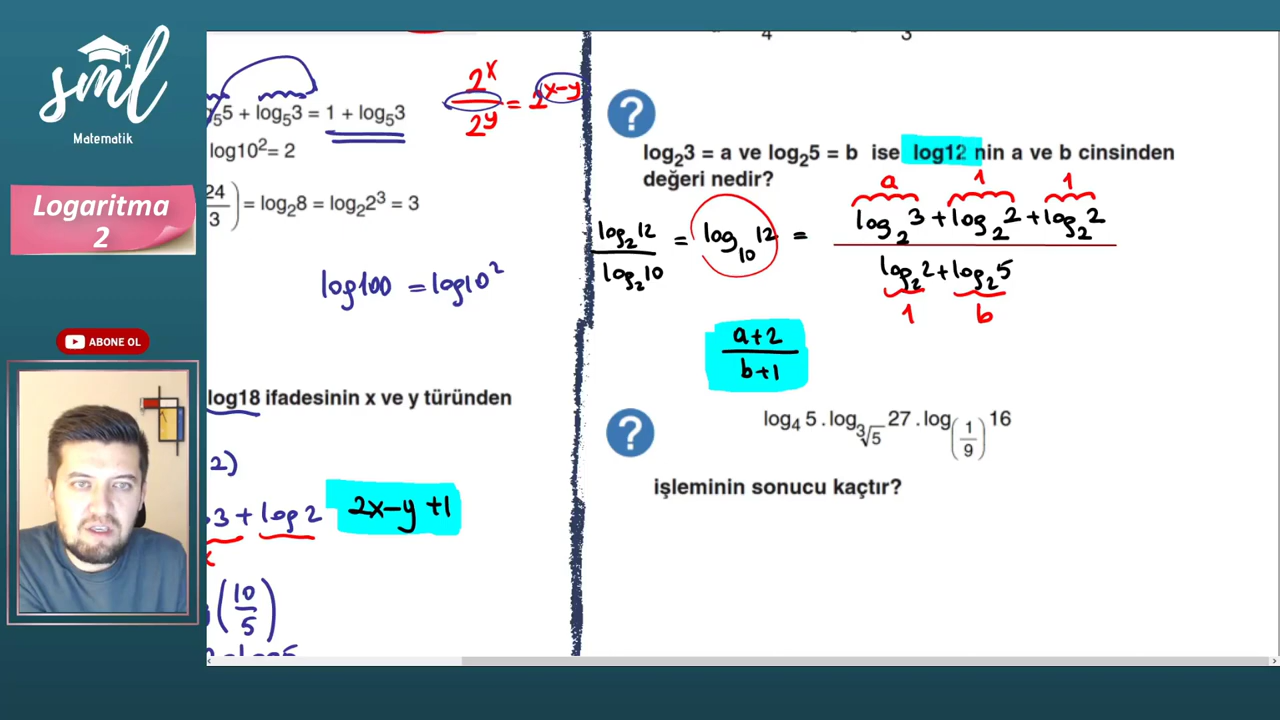 sml
Matematik
Logaritma
2
ABONE OL
5 + log₅3 = 1 + log₅3
log10² = 2
24
3
= log₂8 = log₂2³ = 3
2ˣ / 2ʸ = 2ˣ⁻ʸ
log100 = log10²
log18 ifadesinin x ve y türünden
2)
3 + log 2
2x-y+1
(10/5)
4
3
?
log₂3 = a ve log₂5 = b ise log12 nin a ve b cinsinden
değeri nedir?
a 1 1
log₂12 / log₂10 = log₁₀12 = log₂3 + log₂2 + log₂2 / log₂2 + log₂5
1 b
a+2
b+1
?
log₄ 5 . log ∛5 27 . log (1/9) 16
işleminin sonucu kaçtır?